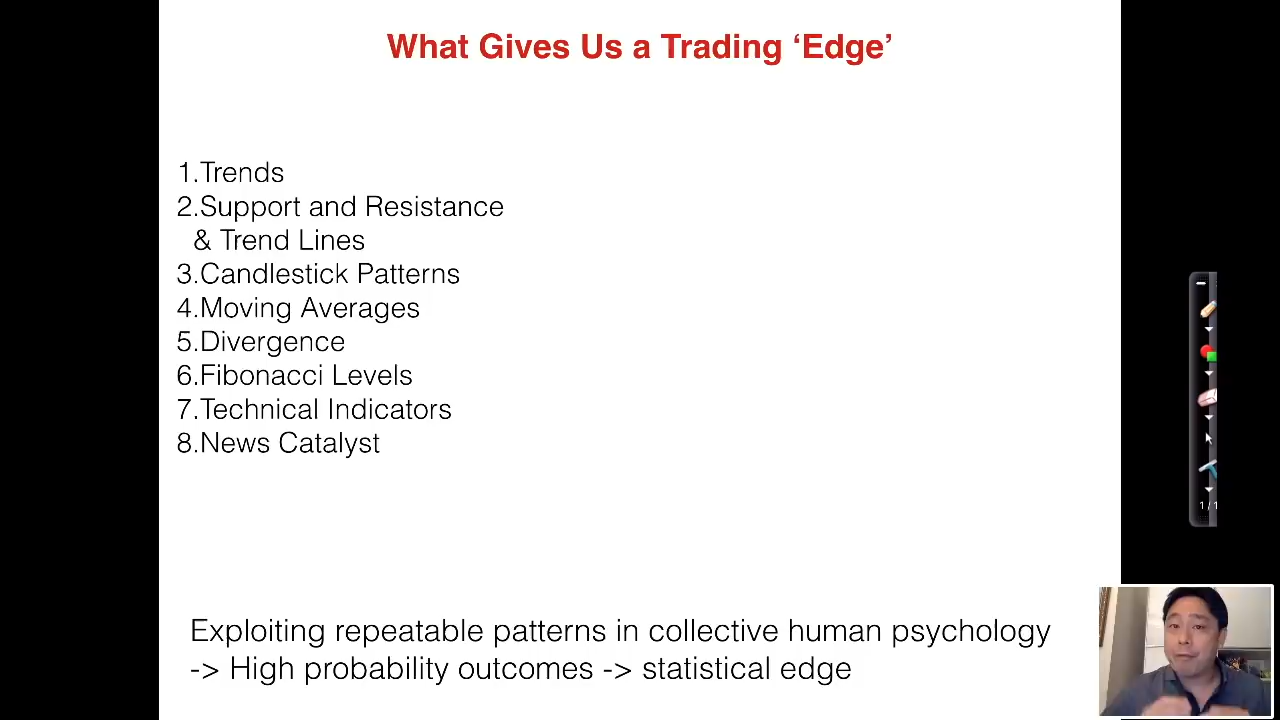 What Gives Us a Trading ‘Edge’
1.Trends
2.Support and Resistance
& Trend Lines
3.Candlestick Patterns
4.Moving Averages
5.Divergence
6.Fibonacci Levels
7.Technical Indicators
8.News Catalyst
1 / 1
Exploiting repeatable patterns in collective human psychology
-> High probability outcomes -> statistical edge